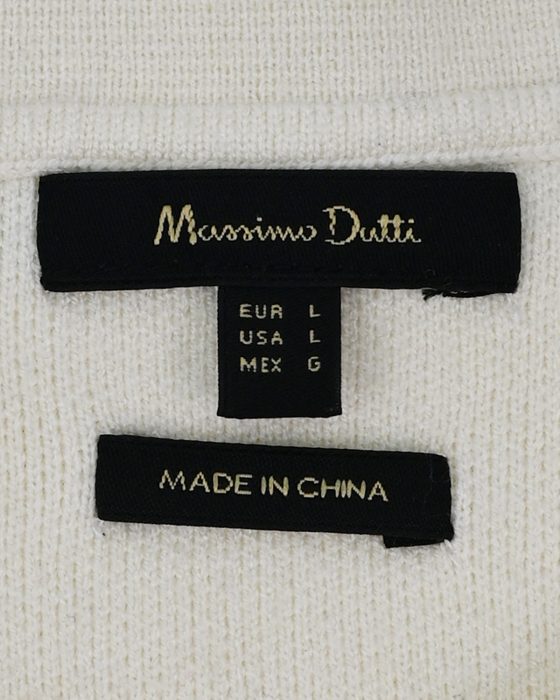 Massimo Dutti
EUR L
USA L
MEX G
MADE IN CHINA